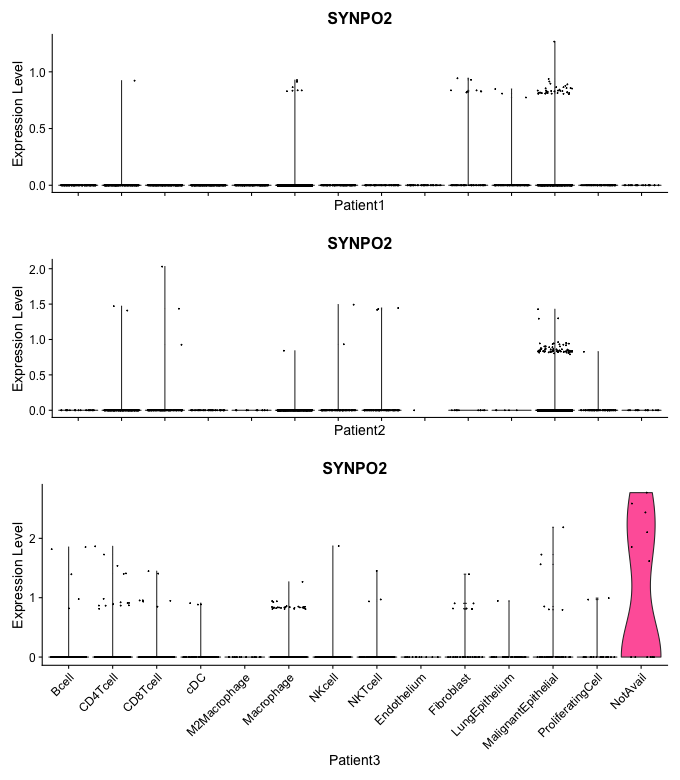 SYNPO2
Expression Level
1.0
0.5
0.0
Patient1
SYNPO2
Expression Level
2.0
1.5
1.0
0.5
0.0
Patient2
SYNPO2
Expression Level
2
1
0
Bcell
CD4Tcell
CD8Tcell
cDC
M2Macrophage
Macrophage
NKcell
NKTcell
Endothelium
Fibroblast
LungEpithelium
MalignantEpithelial
ProliferatingCell
NotAvail
Patient3